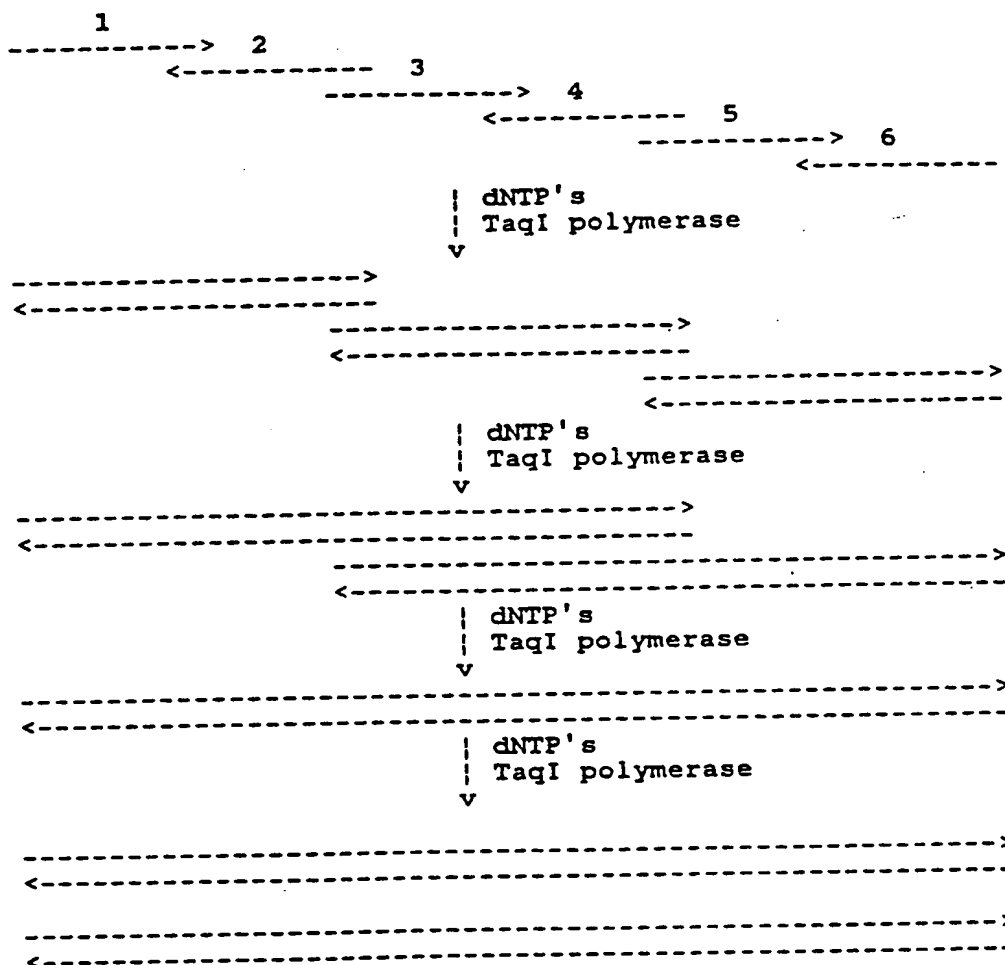 1
-----------> 2
<----------- 3
-----------> 4
<----------- 5
-----------> 6
<-----------
| dNTP's
| TaqI polymerase
v
-------------------->
<--------------------
-------------------->
<--------------------
-------------------->
<--------------------
| dNTP's
| TaqI polymerase
v
-------------------------------------->
<--------------------------------------
-------------------------------------->
<--------------------------------------
| dNTP's
| TaqI polymerase
v
--------------------------------------------------------->
<---------------------------------------------------------
| dNTP's
| TaqI polymerase
v
--------------------------------------------------------->
<---------------------------------------------------------
--------------------------------------------------------->
<---------------------------------------------------------